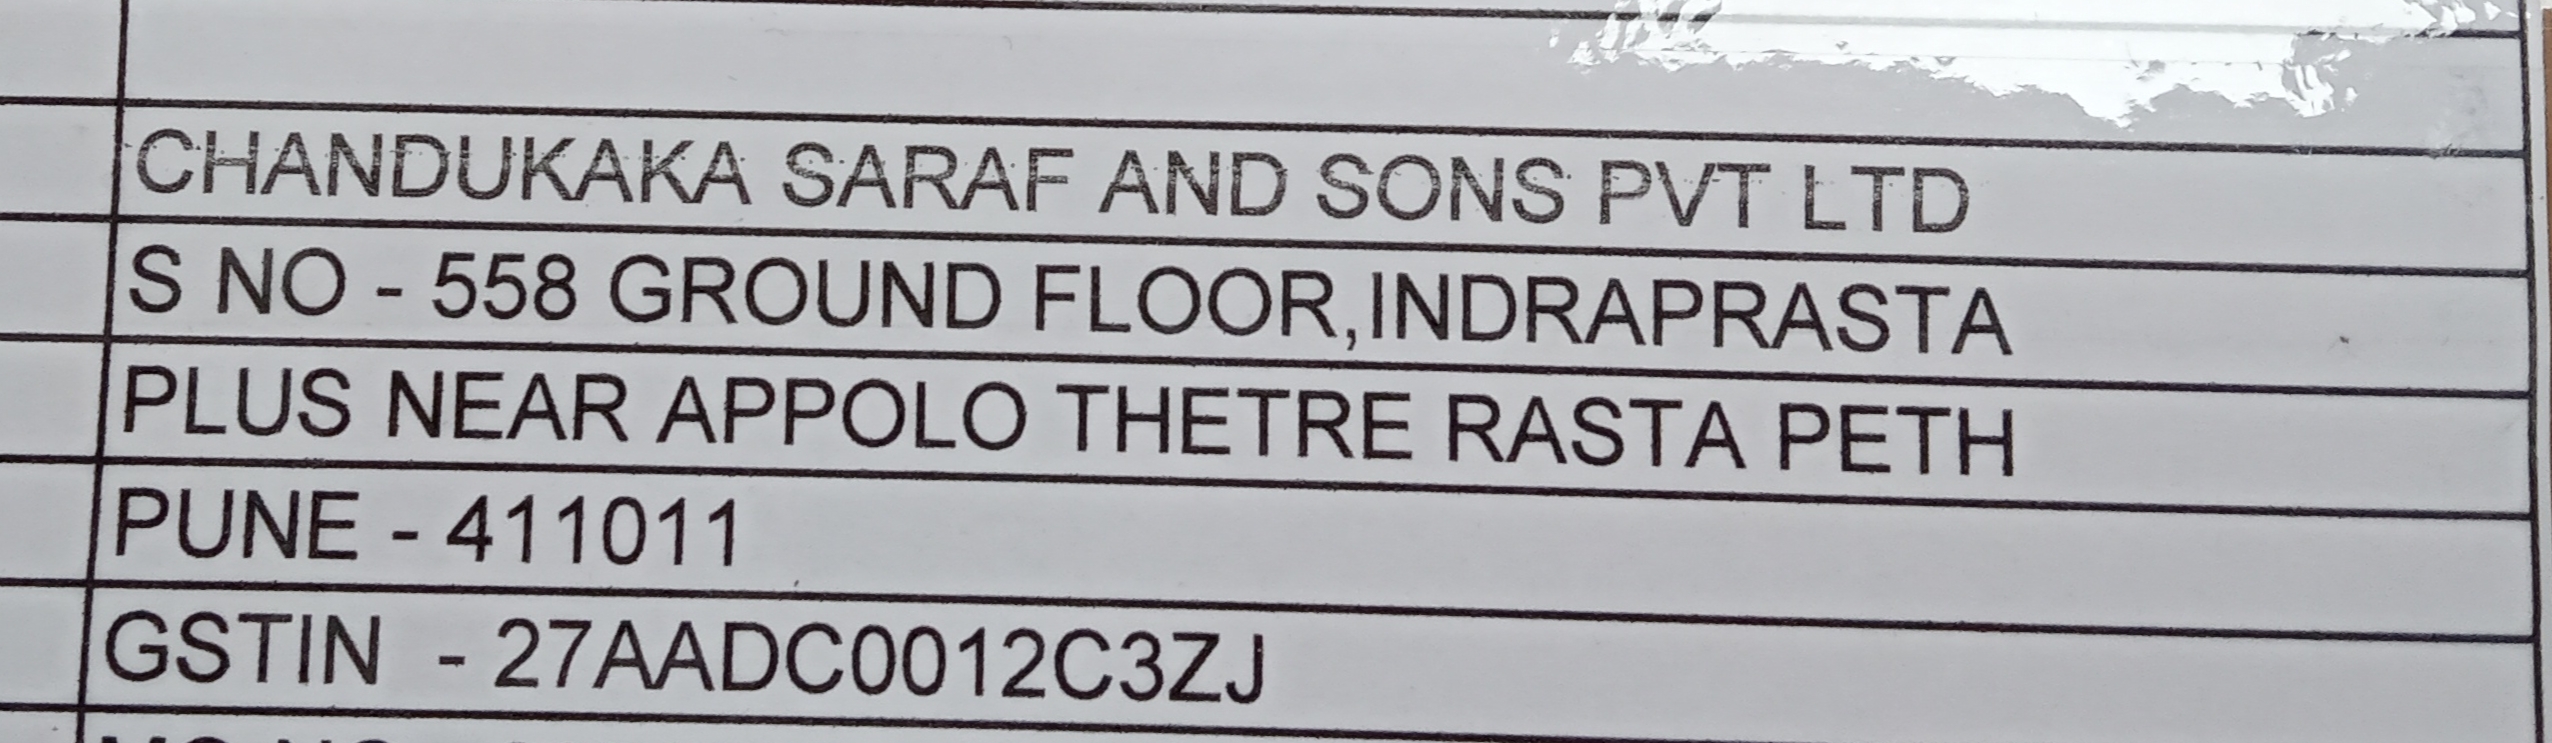 CHANDUKAKA SARAF AND SONS PVT LTD
S NO - 558 GROUND FLOOR,INDRAPRASTA
PLUS NEAR APPOLO THETRE RASTA PETH
PUNE - 411011
GSTIN - 27AADC0012C3ZJ